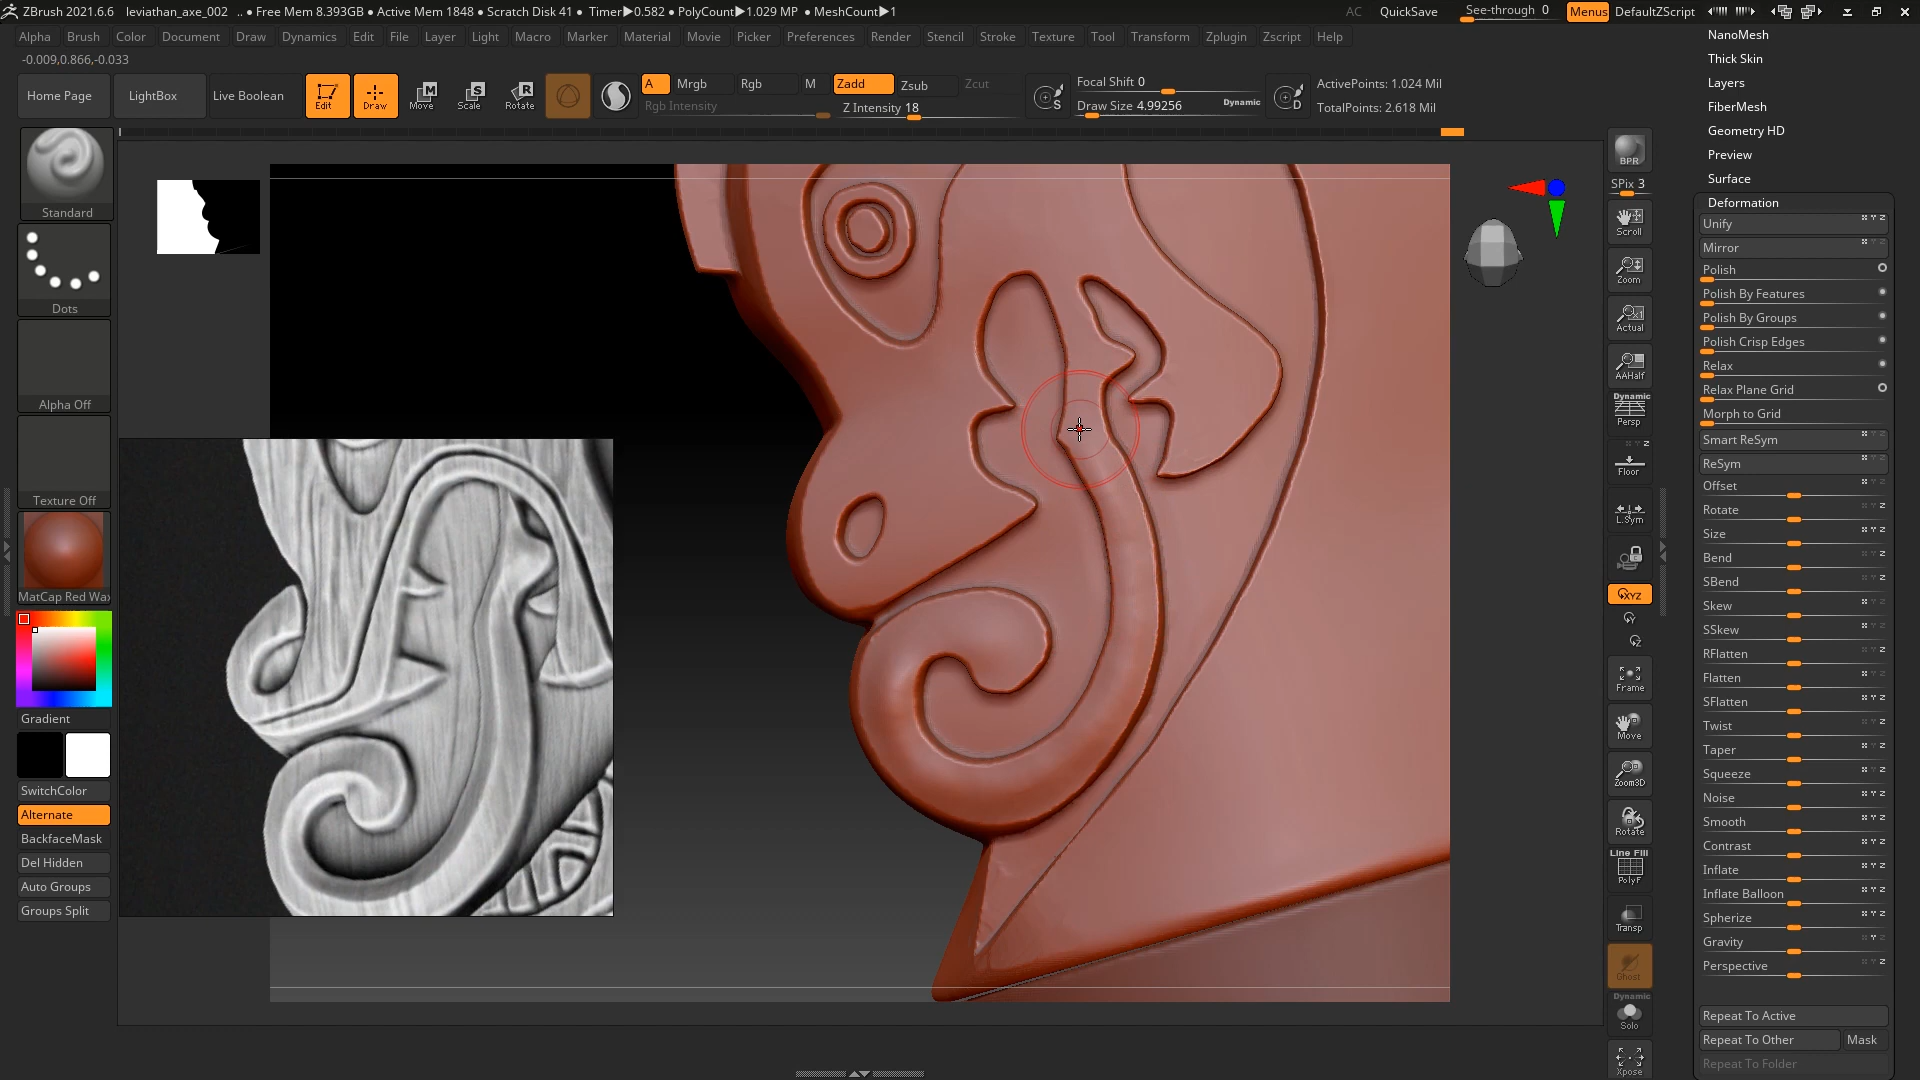 ZBrush 2021.6.6 leviathan_axe_002 .. • Free Mem 8.393GB • Active Mem 1848 • Scratch Disk 41 • Timer▶0.582 • PolyCount▶1.029 MP • MeshCount▶1 AC QuickSave See-through 0 Menus DefaultZScript
Alpha Brush Color Document Draw Dynamics Edit File Layer Light Macro Marker Material Movie Picker Preferences Render Stencil Stroke Texture Tool Transform Zplugin Zscript Help
-0.009,0.866,-0.033
Home Page LightBox Live Boolean Edit Draw Move Scale Rotate
A Mrgb Rgb M Zadd Zsub Zcut
Rgb Intensity Z Intensity 18
Focal Shift 0
Draw Size 4.99256 Dynamic
ActivePoints: 1.024 Mil
TotalPoints: 2.618 Mil
Standard
Dots
Alpha Off
Texture Off
MatCap Red Wax
Gradient
SwitchColor
Alternate
BackfaceMask
Del Hidden
Auto Groups
Groups Split
BPR
SPix 3
Scroll
Zoom
Actual
AAHalf
Dynamic
Persp
Floor
L.Sym
XYZ
Frame
Move
Zoom3D
Rotate
Line Fill
PolyF
Transp
Ghost
Dynamic
Solo
Xpose
NanoMesh
Thick Skin
Layers
FiberMesh
Geometry HD
Preview
Surface
Deformation
Unify
Mirror
Polish
Polish By Features
Polish By Groups
Polish Crisp Edges
Relax
Relax Plane Grid
Morph to Grid
Smart ReSym
ReSym
Offset
Rotate
Size
Bend
SBend
Skew
SSkew
RFlatten
Flatten
SFlatten
Twist
Taper
Squeeze
Noise
Smooth
Contrast
Inflate
Inflate Balloon
Spherize
Gravity
Perspective
Repeat To Active
Repeat To Other Mask
Repeat To Folder